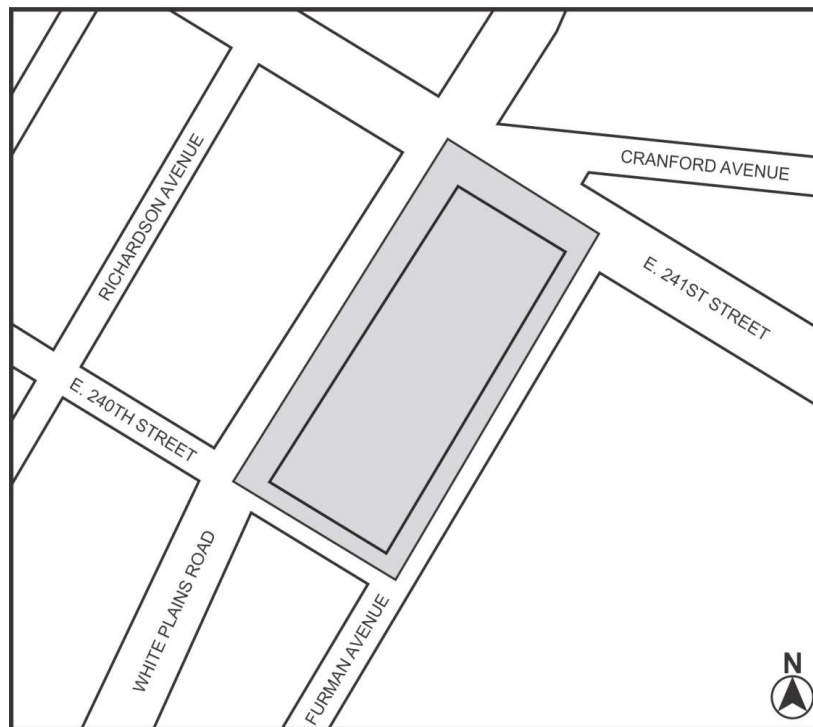 CRANFORD AVENUE
RICHARDSON AVENUE
E. 241ST STREET
E. 240TH STREET
WHITE PLAINS ROAD
FURMAN AVENUE
N